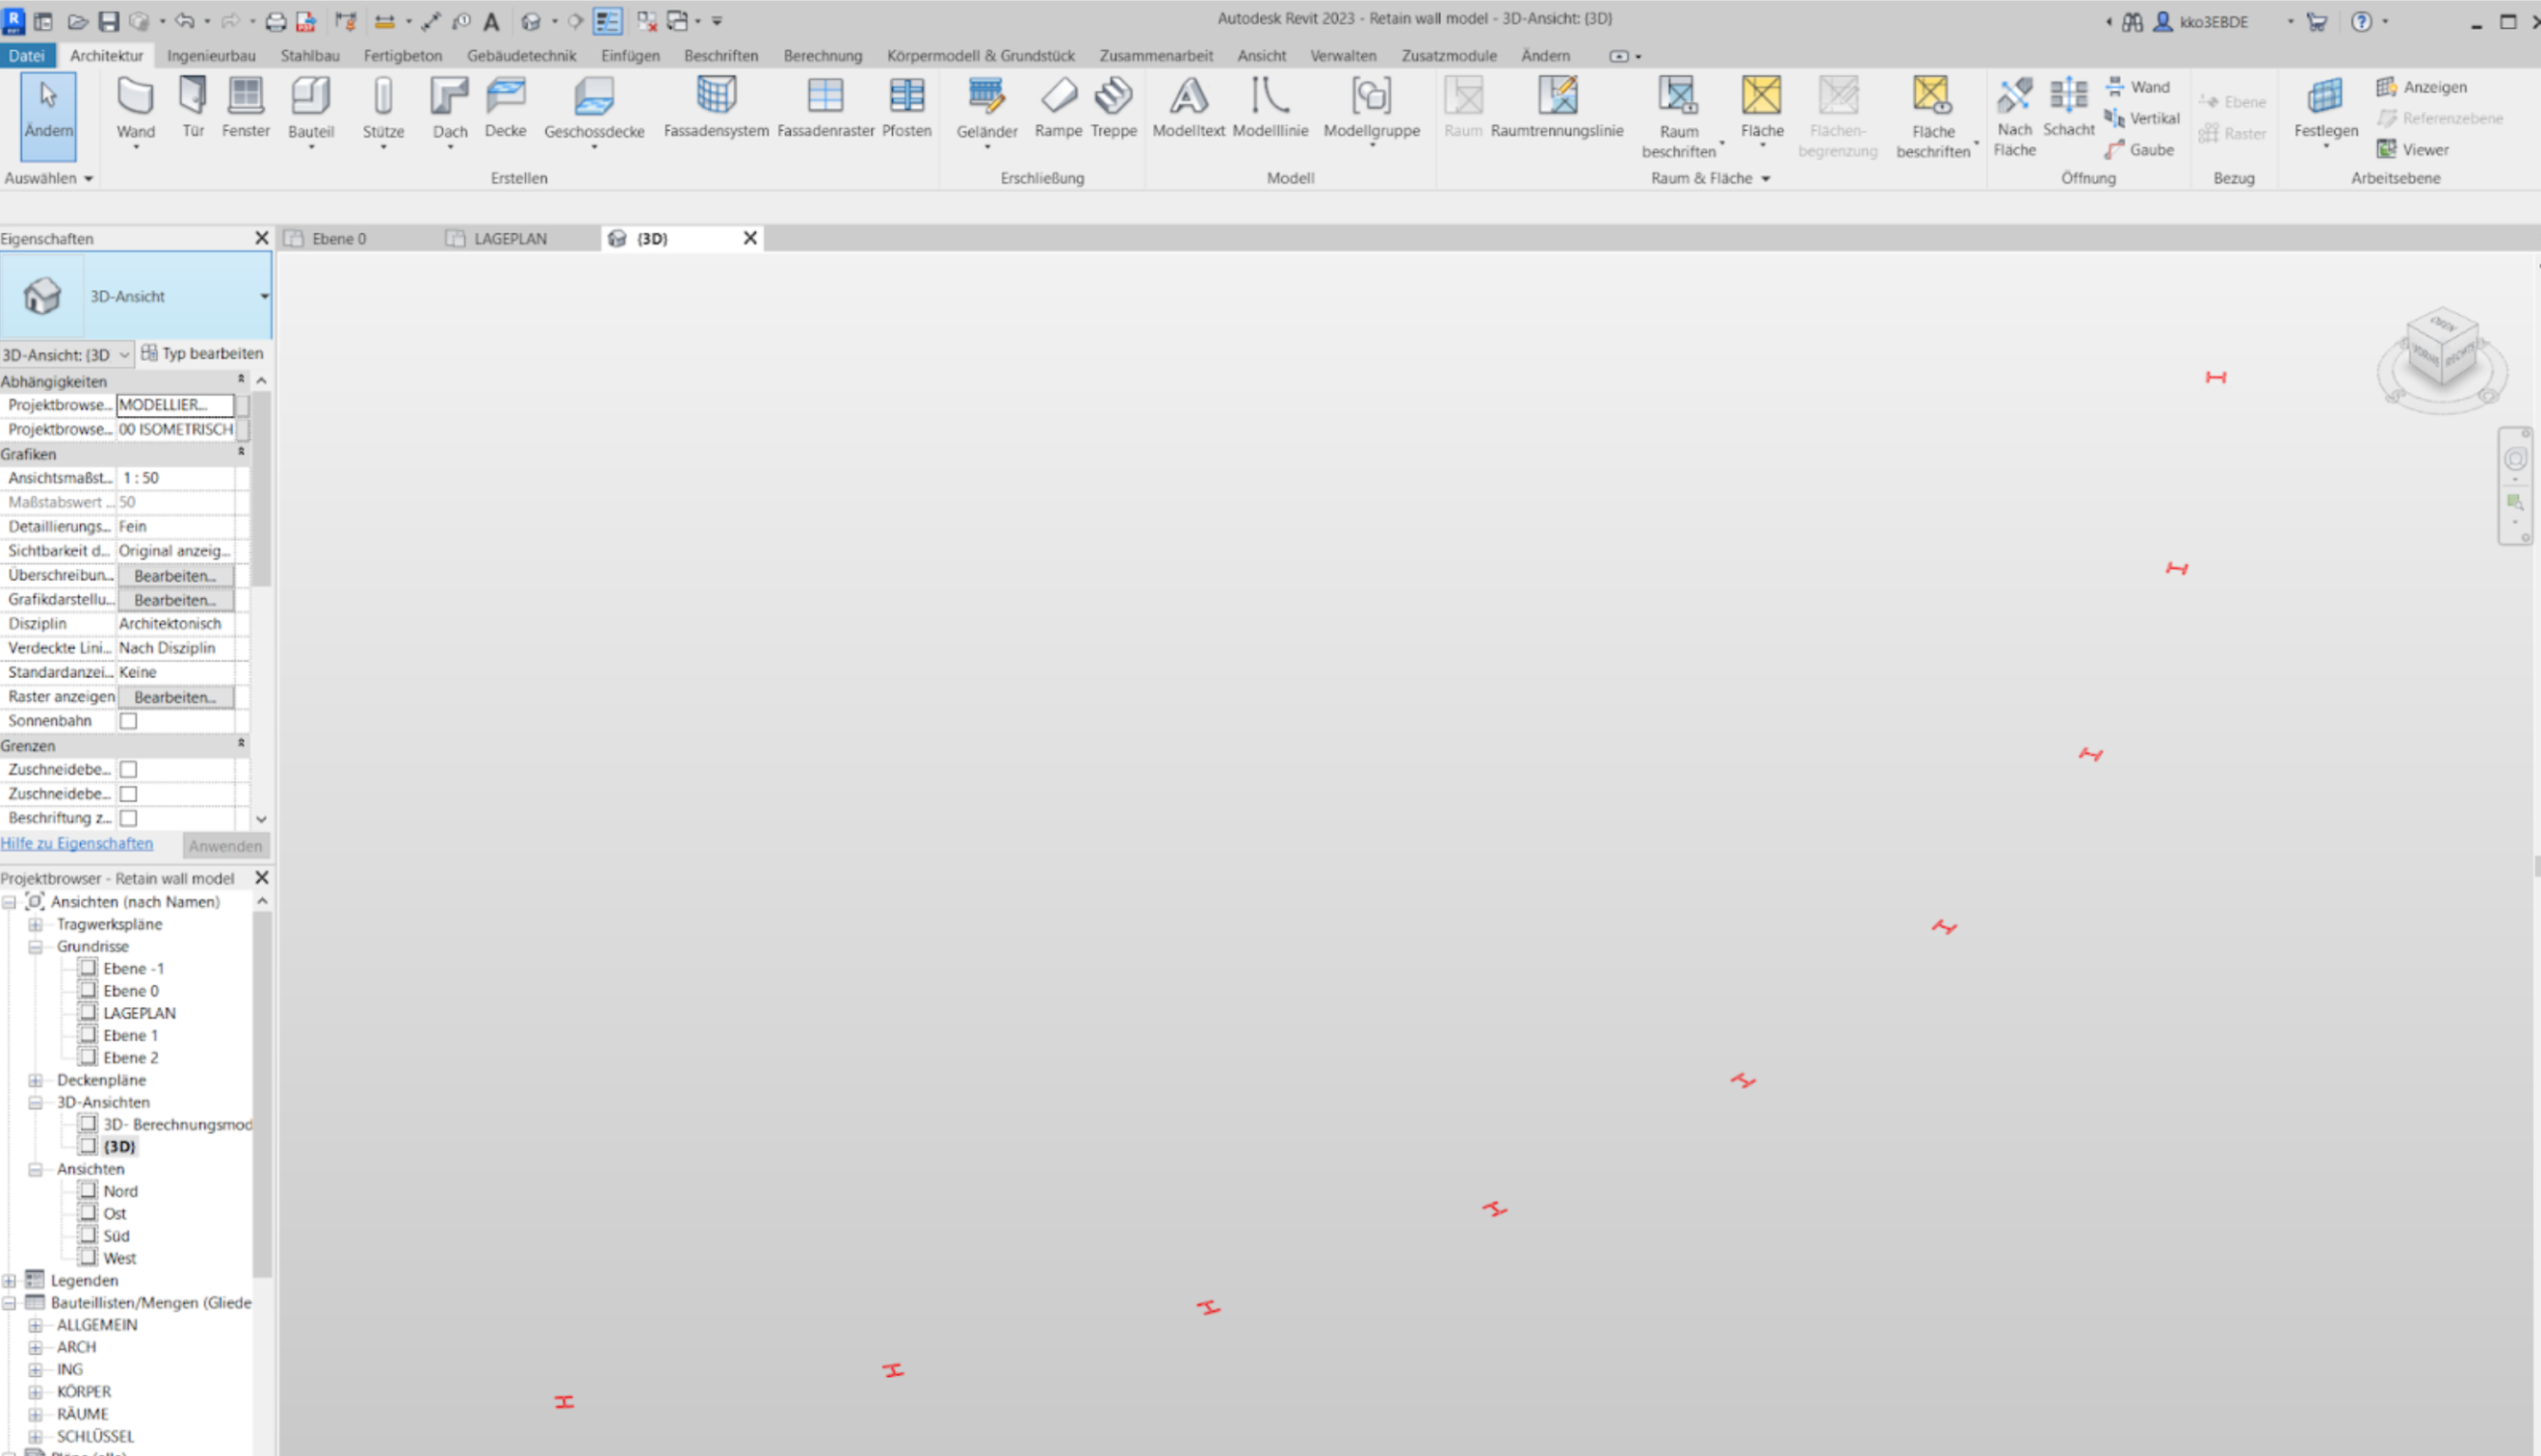 Autodesk Revit 2023 - Retain wall model - 3D-Ansicht: {3D}
kko3EBDE
Datei Architektur Ingenieurbau Stahlbau Fertigbeton Gebäudetechnik Einfügen Beschriften Berechnung Körpermodell & Grundstück Zusammenarbeit Ansicht Verwalten Zusatzmodule Ändern
Ändern
Wand
Tür
Fenster
Bauteil
Stütze
Dach
Decke
Geschossdecke
Fassadensystem
Fassadenraster
Pfosten
Geländer
Rampe
Treppe
Modelltext
Modelllinie
Modellgruppe
Raum
Raumtrennungslinie
Raum
beschriften
Fläche
Flächen-
begrenzung
Fläche
beschriften
Nach
Fläche
Schacht
Wand
Vertikal
Gaube
Ebene
Raster
Festlegen
Anzeigen
Referenzebene
Viewer
Auswählen Erstellen Erschließung Modell Raum & Fläche Öffnung Bezug Arbeitsebene
Eigenschaften
Ebene 0 LAGEPLAN {3D}
3D-Ansicht
3D-Ansicht: {3D Typ bearbeiten
Abhängigkeiten
Projektbrowse... MODELLIER...
Projektbrowse... 00 ISOMETRISCH
Grafiken
Ansichtsmaßst... 1 : 50
Maßstabswert ... 50
Detaillierungs... Fein
Sichtbarkeit d... Original anzeig...
Überschreibun... Bearbeiten...
Grafikdarstellu... Bearbeiten...
Disziplin Architektonisch
Verdeckte Lini... Nach Disziplin
Standardanzei... Keine
Raster anzeigen Bearbeiten...
Sonnenbahn
Grenzen
Zuschneidebe...
Zuschneidebe...
Beschriftung z...
Hilfe zu Eigenschaften Anwenden
Projektbrowser - Retain wall model
Ansichten (nach Namen)
Tragwerkspläne
Grundrisse
Ebene -1
Ebene 0
LAGEPLAN
Ebene 1
Ebene 2
Deckenpläne
3D-Ansichten
3D- Berechnungsmod
{3D}
Ansichten
Nord
Ost
Süd
West
Legenden
Bauteillisten/Mengen (Gliede
ALLGEMEIN
ARCH
ING
KÖRPER
RÄUME
SCHLÜSSEL
OBEN
VORNE RECHTS